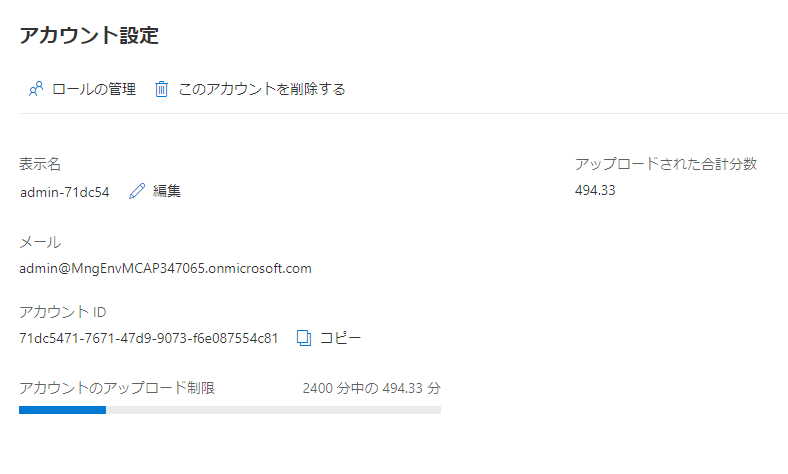 アカウント設定
ロールの管理 このアカウントを削除する
表示名
admin-71dc54 編集
アップロードされた合計分数
494.33
メール
admin@MngEnvMCAP347065.onmicrosoft.com
アカウント ID
71dc5471-7671-47d9-9073-f6e087554c81 コピー
アカウントのアップロード制限 2400 分中の 494.33 分